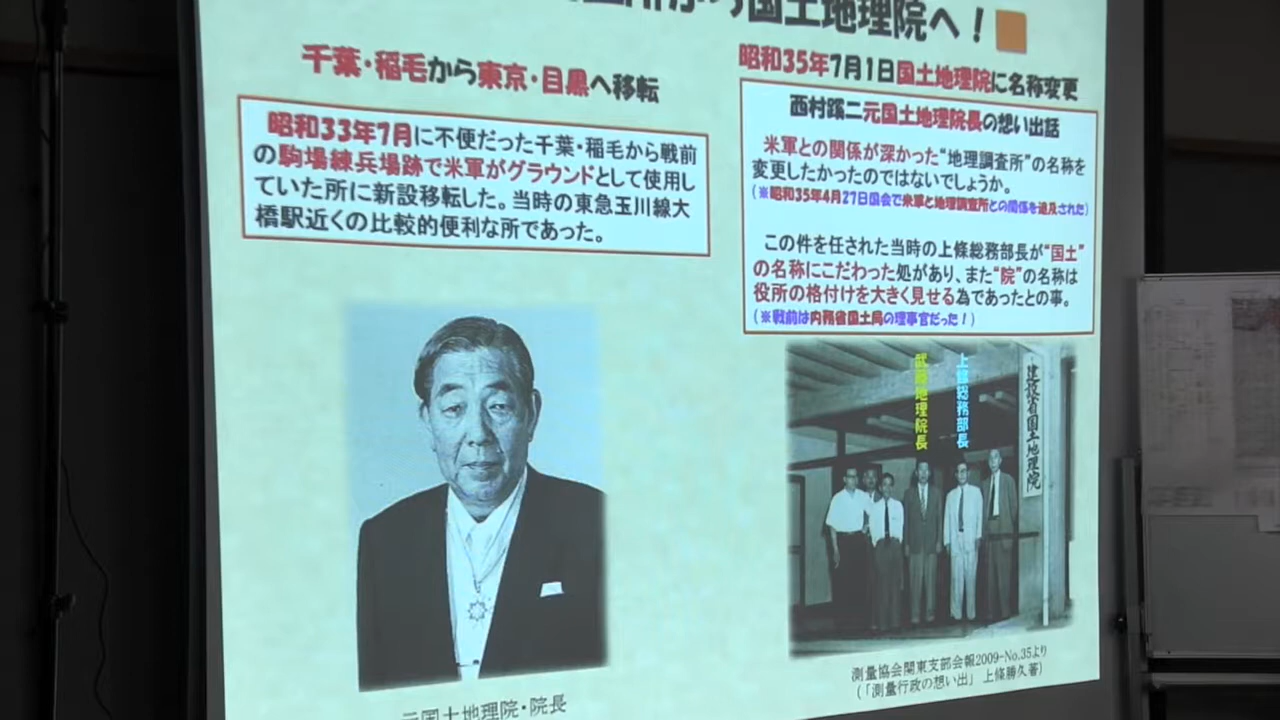 国土地理院へ!
千葉・稲毛から東京・目黒へ移転
昭和33年7月に不便だった千葉・稲毛から戦前
の駒場練兵場跡で米軍がグラウンドとして使用し
ていた所に新設移転した。当時の東急玉川線大
橋駅近くの比較的便利な所であった。
元国土地理院・院長
昭和35年7月1日国土地理院に名称変更
西村蹊二元国土地理院長の想い出話
米軍との関係が深かった“地理調査所”の名称を
変更したかったのではないでしょうか。
(※昭和35年4月27日国会で米軍と地理調査所との関係を追及された)
この件を任された当時の上條総務部長が“国土”
の名称にこだわった処があり、また“院”の名称は
役所の格付けを大きく見せる為であったとの事。
(※戦前は内務省国土局の理事官だった!)
武藤地理院長
上條総務部長
建設省国土地理院
測量協会関東支部会報2009-No.35より
(「測量行政の想い出」 上條勝久著)